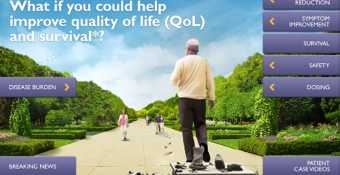 What if you could help
improve quality of life (QoL)
and survival*?
REDUCTION
SYMPTOM
IMPROVEMENT
SURVIVAL
DISEASE BURDEN
SAFETY
DOSING
BREAKING NEWS
PATIENT
CASE VIDEOS